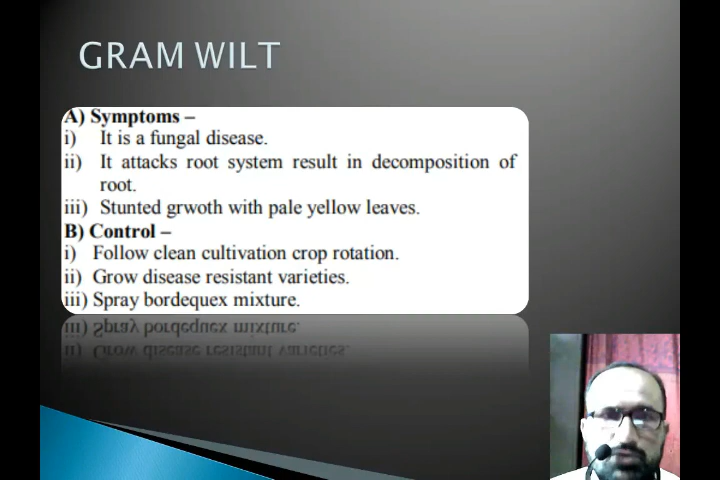 GRAM WILT
A) Symptoms –
i) It is a fungal disease.
ii) It attacks root system result in decomposition of
root.
iii) Stunted grwoth with pale yellow leaves.
B) Control –
i) Follow clean cultivation crop rotation.
ii) Grow disease resistant varieties.
iii) Spray bordequex mixture.